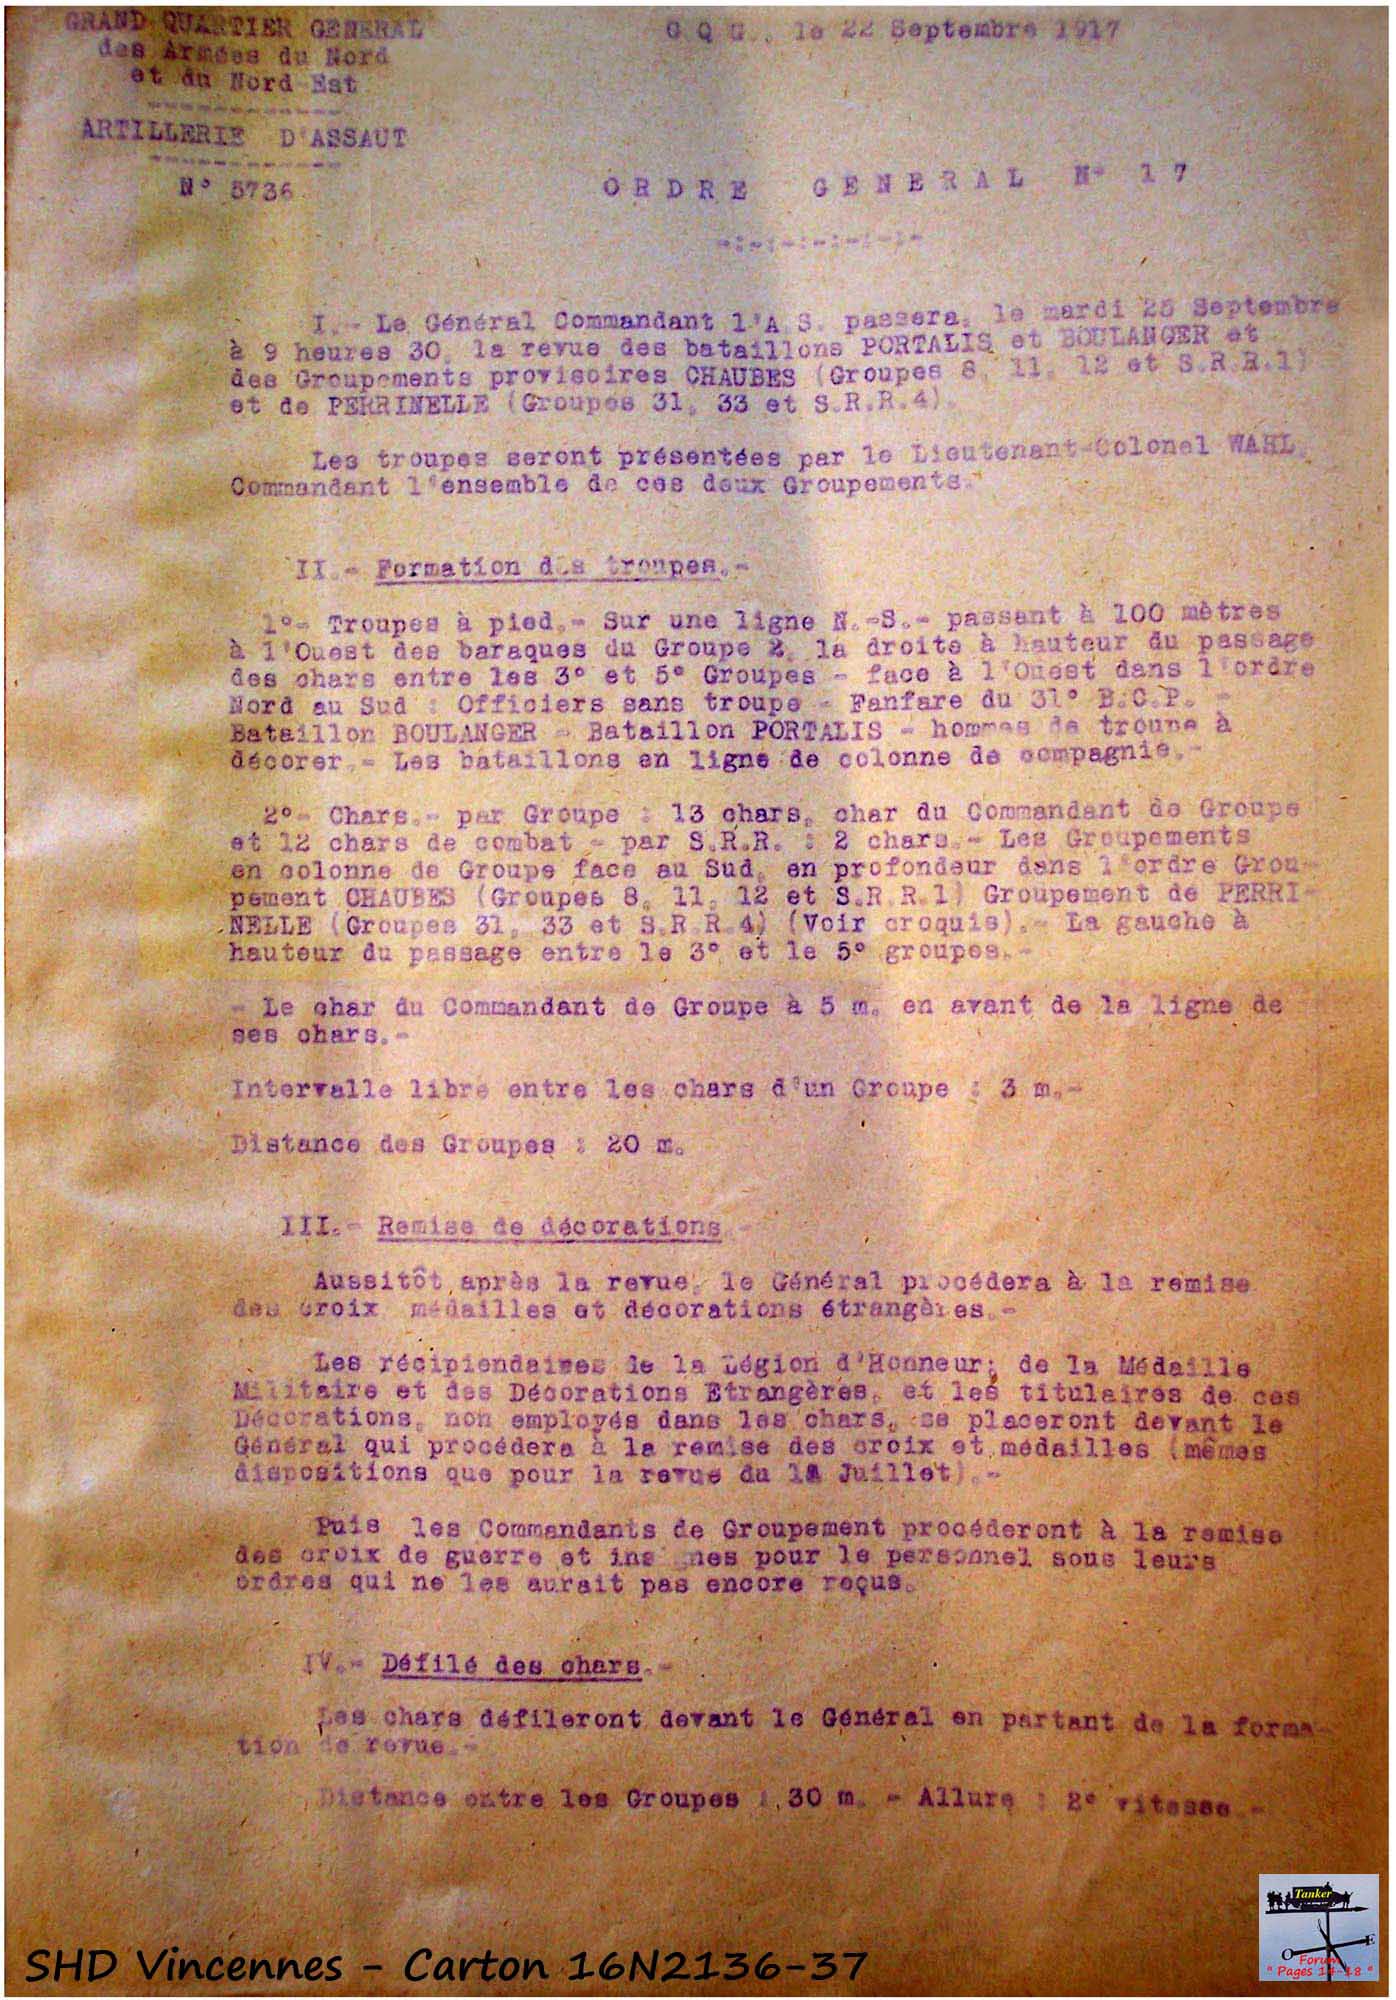 GRAND QUARTIER GENERAL
des Armées du Nord
et du Nord Est
ARTILLERIE D'ASSAUT
N° 5736
G Q G., le 22 Septembre 1917
ORDRE GENERAL N° 17
-:-:-:-:-:-:-
I.- Le Général Commandant l'A.S. passera, le mardi 25 Septembre
à 9 heures 30, la revue des bataillons PORTALIS et BOULANGER et
des Groupements provisoires CHAUBES (Groupes 8, 11, 12 et S.R.R.1)
et de PERRINELLE (Groupes 31, 33 et S.R.R.4).
Les troupes seront présentées par le Lieutenant-Colonel WAHL,
Commandant l'ensemble de ces deux Groupements.
II.- Formation des troupes.-
1°- Troupes à pied.- Sur une ligne N.-S.- passant à 100 mètres
à l'Ouest des baraques du Groupe 2, la droite à hauteur du passage
des chars entre les 3° et 5° Groupes - face à l'Ouest dans l'ordre
Nord au Sud : Officiers sans troupe - Fanfare du 31° B.C.P. -
Bataillon BOULANGER - Bataillon PORTALIS - hommes de troupe à
décorer.- Les bataillons en ligne de colonne de compagnie.-
2°- Chars.- par Groupe : 13 chars, char du Commandant de Groupe
et 12 chars de combat - par S.R.R. : 2 chars.- Les Groupements
en colonne de Groupe face au Sud, en profondeur dans l'ordre Grou-
pement CHAUBES (Groupes 8, 11, 12 et S.R.R.1) Groupement de PERRI-
NELLE (Groupes 31, 33 et S.R.R.4) (Voir croquis).- La gauche à
hauteur du passage entre le 3° et le 5° groupes.-
- Le char du Commandant de Groupe à 5 m. en avant de la ligne de
ses chars.-
Intervalle libre entre les chars d'un Groupe : 3 m.-
Distance des Groupes : 20 m.
III.- Remise de décorations -
Aussitôt après la revue, le Général procédera à la remise
des croix médailles et décorations étrangères.-
Les récipiendaires de la Légion d'Honneur, de la Médaille
Militaire et des Décorations Etrangères, et les titulaires de ces
Décorations, non employés dans les chars, se placeront devant le
Général qui procédera à la remise des croix et médailles (mêmes
dispositions que pour la revue du 14 Juillet).-
Puis les Commandants de Groupement procéderont à la remise
des croix de guerre et insignes pour le personnel sous leurs
ordres qui ne les aurait pas encore reçus.
IV.- Défilé des chars.-
Les chars défileront devant le Général en partant de la forma-
tion de revue.-
Distance entre les Groupes : 30 m. - Allure : 2° vitesse -
SHD Vincennes - Carton 16N2136-37
Tanker
O E
Forum
" Pages 14-18 "